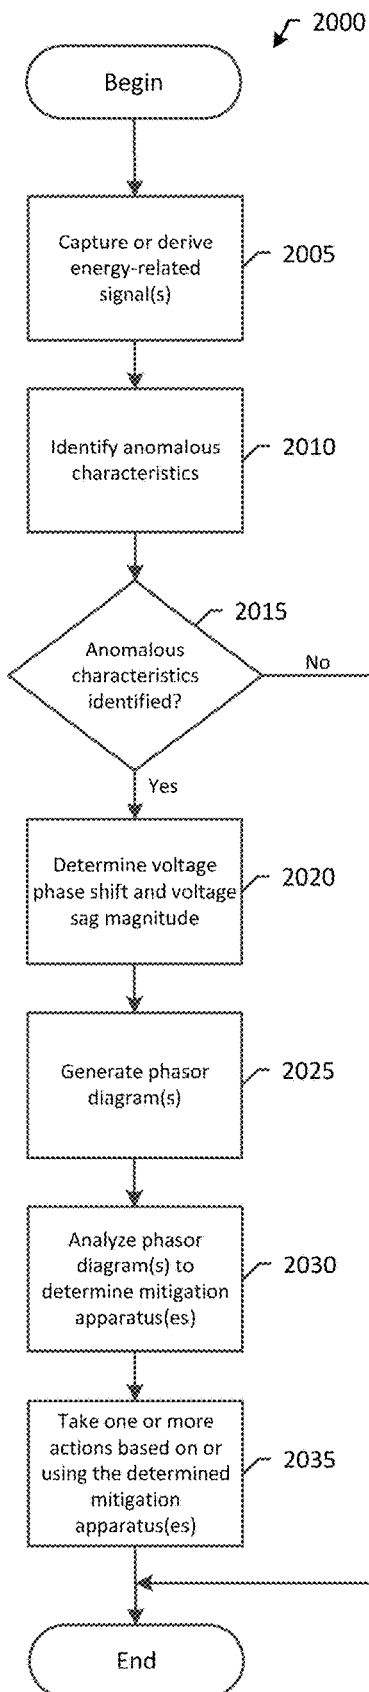 2000
Begin
Capture or derive
energy-related
signal(s)
2005
Identify anomalous
characteristics
2010
2015
Anomalous
characteristics
identified?
No
Yes
Determine voltage
phase shift and voltage
sag magnitude
2020
Generate phasor
diagram(s)
2025
Analyze phasor
diagram(s) to
determine mitigation
apparatus(es)
2030
Take one or more
actions based on or
using the determined
mitigation
apparatus(es)
2035
End